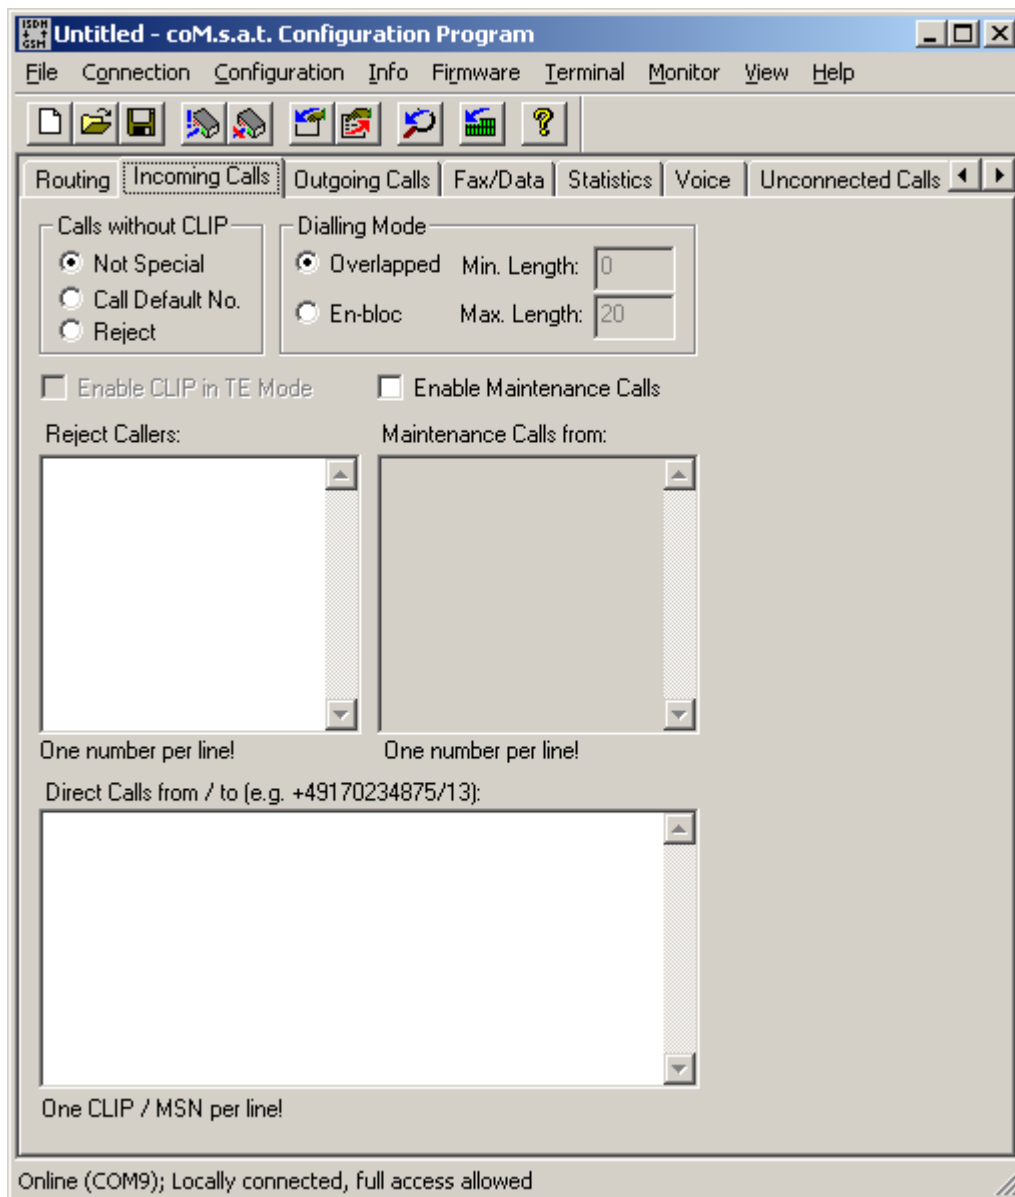 ISDN
GSM
Untitled - coM.s.a.t. Configuration Program
File Connection Configuration Info Firmware Terminal Monitor View Help
Routing Incoming Calls Outgoing Calls Fax/Data Statistics Voice Unconnected Calls
Calls without CLIP
Not Special
Call Default No.
Reject
Dialling Mode
Overlapped Min. Length: 0
En-bloc Max. Length: 20
Enable CLIP in TE Mode Enable Maintenance Calls
Reject Callers: Maintenance Calls from:
One number per line! One number per line!
Direct Calls from / to (e.g. +49170234875/13):
One CLIP / MSN per line!
Online (COM9); Locally connected, full access allowed